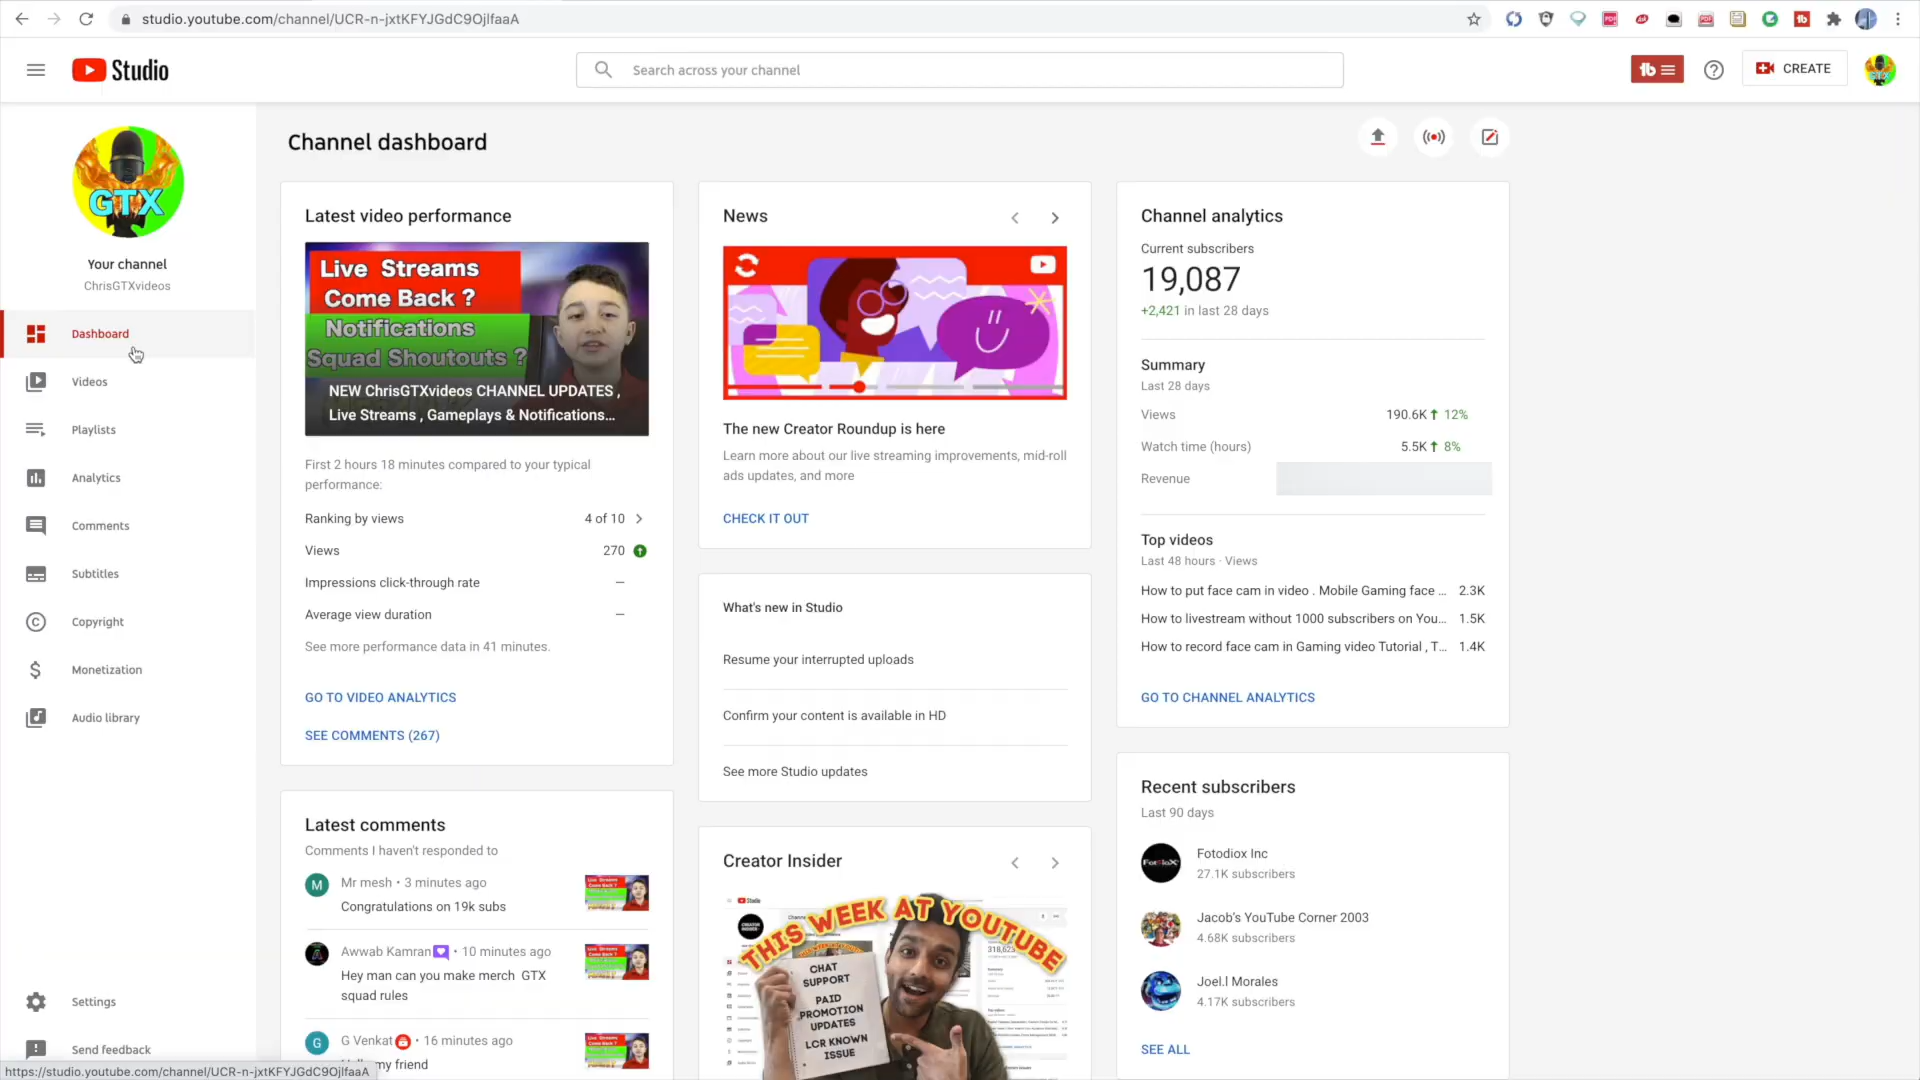 studio.youtube.com/channel/UCR-n-jxtKFYJGdC9OjlfaaA
Studio
Search across your channel
CREATE
GTX
Your channel
ChrisGTXvideos
Dashboard
Videos
Playlists
Analytics
Comments
Subtitles
Copyright
Monetization
Audio library
Settings
Send feedback
Channel dashboard
Latest video performance
Live Streams
Come Back ?
Notifications
Squad Shoutouts ?
NEW ChrisGTXvideos CHANNEL UPDATES ,
Live Streams , Gameplays & Notifications...
First 2 hours 18 minutes compared to your typical
performance:
Ranking by views 4 of 10
Views 270
Impressions click-through rate —
Average view duration —
See more performance data in 41 minutes.
GO TO VIDEO ANALYTICS
SEE COMMENTS (267)
Latest comments
Comments I haven't responded to
M Mr mesh • 3 minutes ago
Congratulations on 19k subs
Awwab Kamran • 10 minutes ago
Hey man can you make merch GTX
squad rules
G G Venkat • 16 minutes ago
my friend
News
The new Creator Roundup is here
Learn more about our live streaming improvements, mid-roll
ads updates, and more
CHECK IT OUT
What's new in Studio
Resume your interrupted uploads
Confirm your content is available in HD
See more Studio updates
Creator Insider
THIS WEEK AT YOUTUBE
CHAT
SUPPORT
PAID
PROMOTION
UPDATES
LCR KNOWN
ISSUE
Channel analytics
Current subscribers
19,087
+2,421 in last 28 days
Summary
Last 28 days
Views 190.6K 12%
Watch time (hours) 5.5K 8%
Revenue
Top videos
Last 48 hours · Views
How to put face cam in video . Mobile Gaming face ... 2.3K
How to livestream without 1000 subscribers on You... 1.5K
How to record face cam in Gaming video Tutorial , T... 1.4K
GO TO CHANNEL ANALYTICS
Recent subscribers
Last 90 days
Fotodiox Inc
27.1K subscribers
Jacob's YouTube Corner 2003
4.68K subscribers
Joel.l Morales
4.17K subscribers
SEE ALL
https://studio.youtube.com/channel/UCR-n-jxtKFYJGdC9OjlfaaA